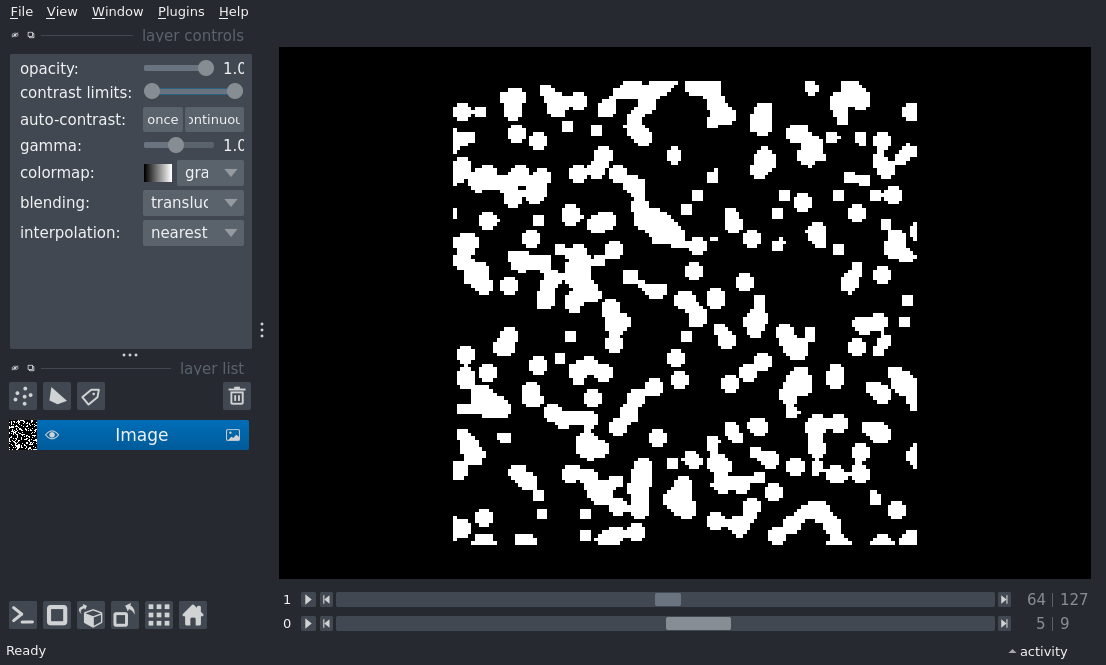 File View Window Plugins Help
layer controls
opacity: 1.0
contrast limits:
auto-contrast: once ontinuou
gamma: 1.0
colormap: gra
blending: transluc
interpolation: nearest
layer list
Image
1 64 | 127
0 5 | 9
Ready activity